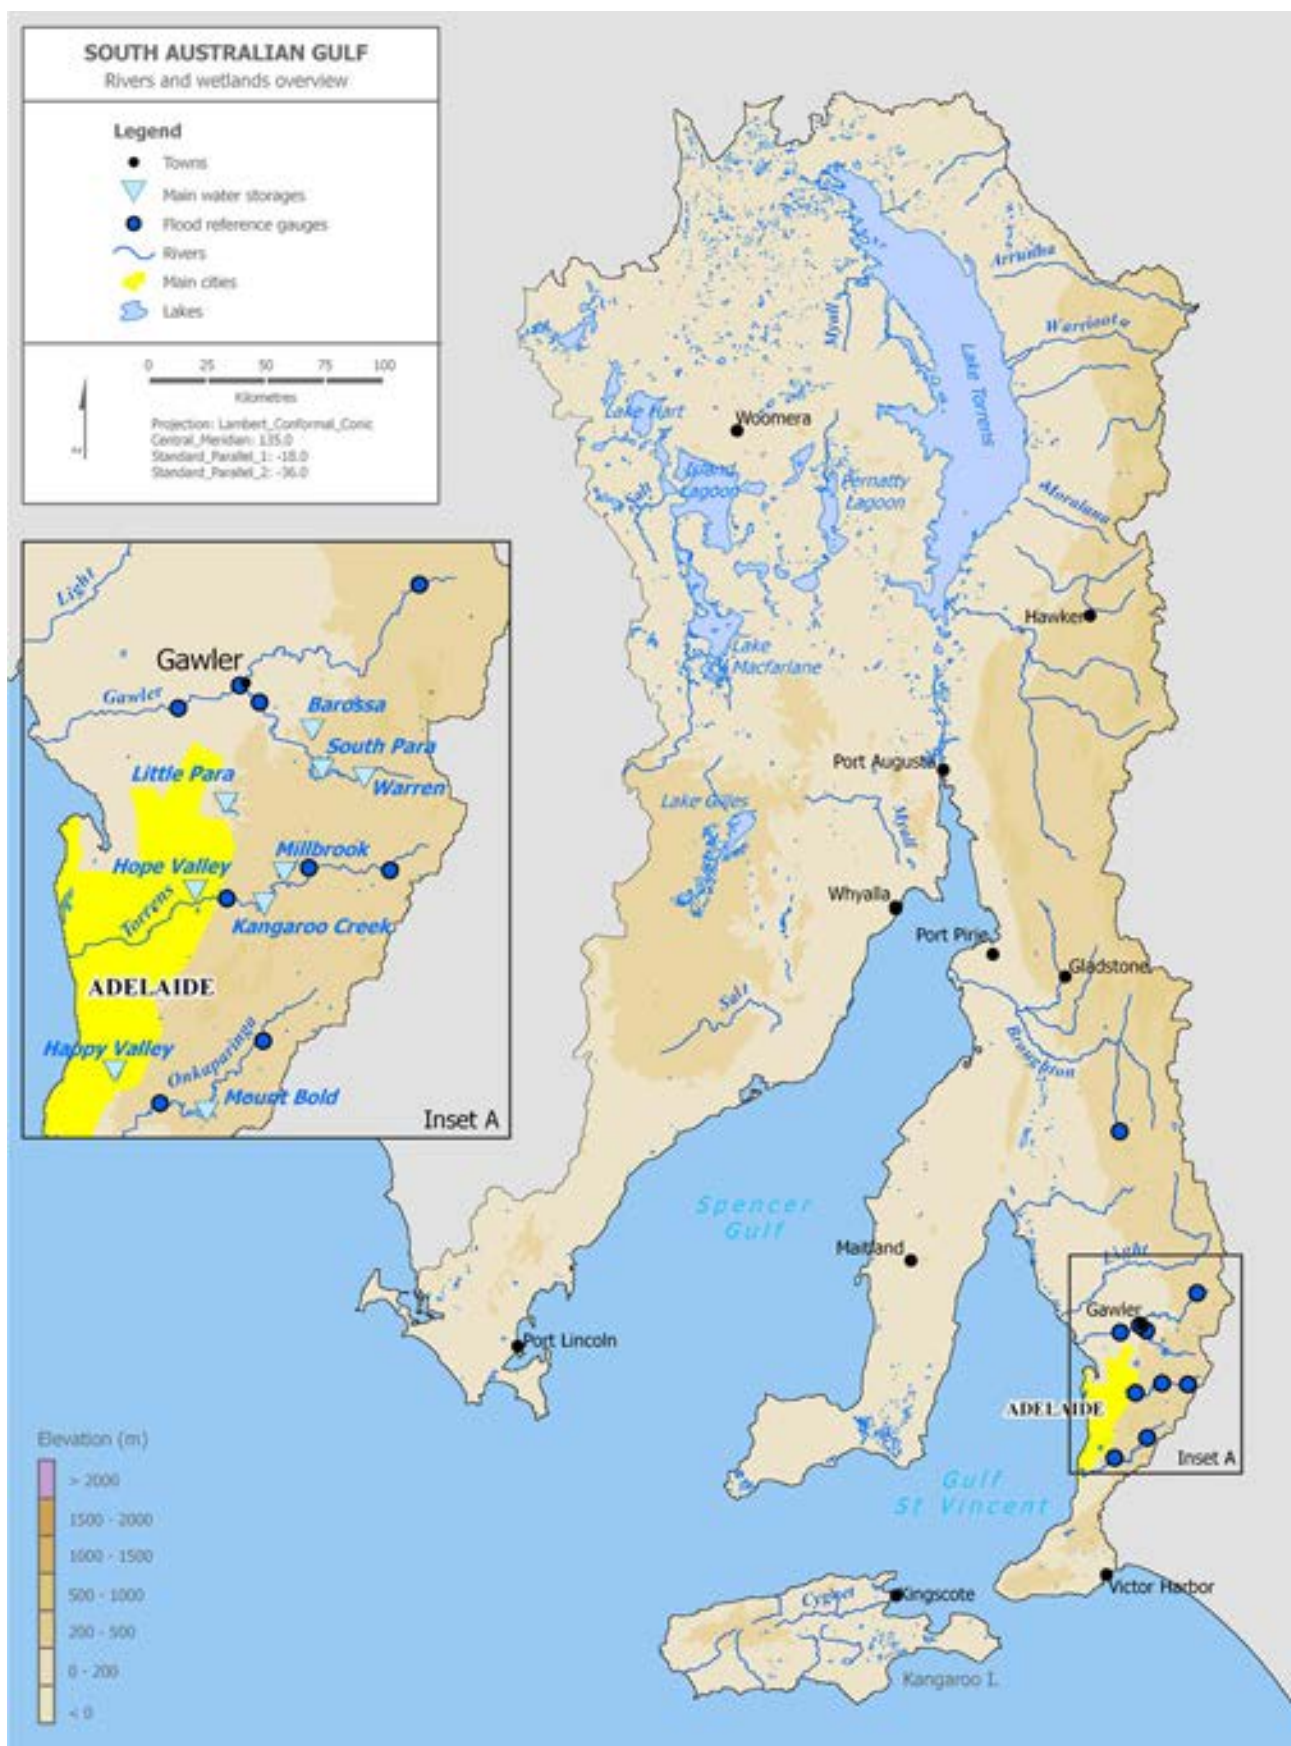 SOUTH AUSTRALIAN GULF
Rivers and wetlands overview
Legend
Towns
Main water storages
Flood reference gauges
Rivers
Main cities
Lakes
0 25 50 100
Kilometres
Projection: Lambert_Conformal_Conic
Central_Meridian: 135.0
Standard_Parallel_1: -18.0
Standard_Parallel_2: -36.0
Light
Gawler
Gawler
Barossa
South Para
Little Para
Warren
Hope Valley
Millbrook
Torrens
Kangaroo Creek
ADELAIDE
Happy Valley
Onkaparinga
Mount Bold
Inset A
Arrunha
Warrioota
Myall
Lake Torrens
Lake Hart
Woomera
Island
Lagoon
Salt
Pernatty
Lagoon
Moralana
Hawker
Lake
Macfarlane
Port Augusta
Lake Gilles
Myall
Whyalla
Port Pirie
Gladstone
Salt
Broughton
Spencer
Gulf
Maitland
Light
Gawler
Port Lincoln
ADELAIDE
Inset A
Gulf
St Vincent
Victor Harbor
Cygnet
Kingscote
Kangaroo I.
Elevation (m)
> 2000
1500 - 2000
1000 - 1500
500 - 1000
200 - 500
0 - 200
< 0